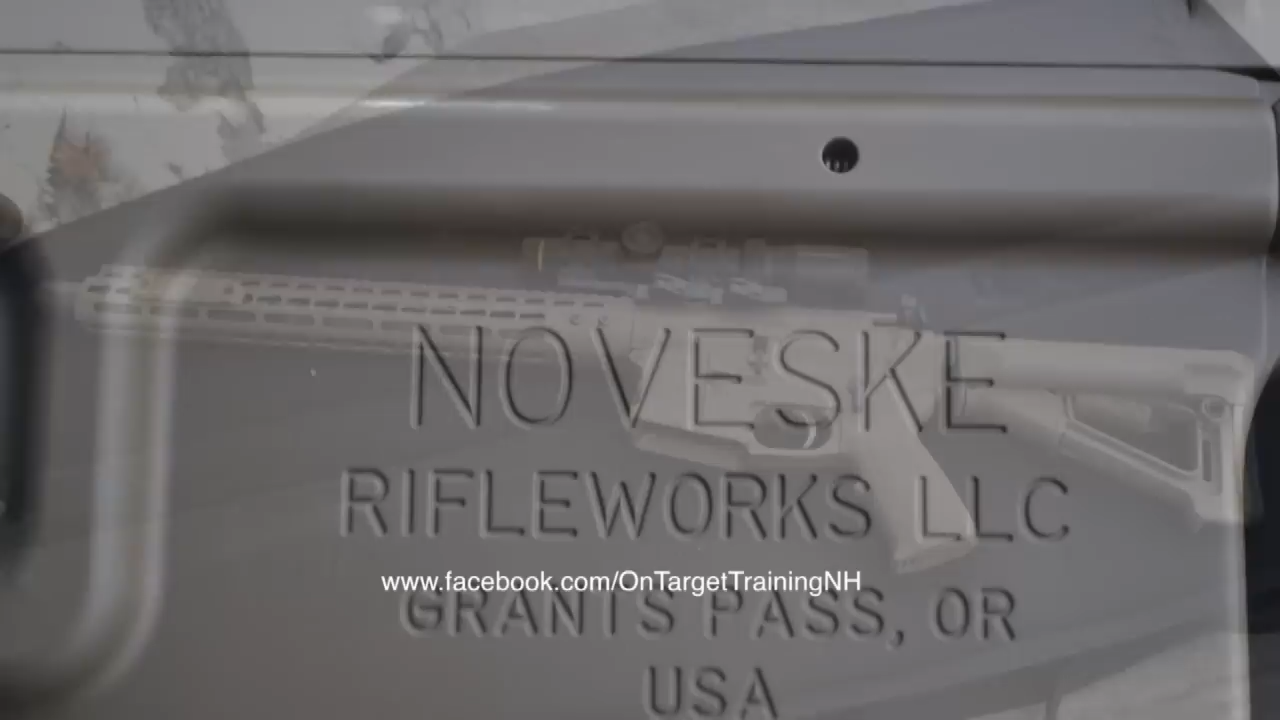 NOVESKE
RIFLEWORKS LLC
www.facebook.com/OnTargetTrainingNH
GRANTS PASS, OR
USA